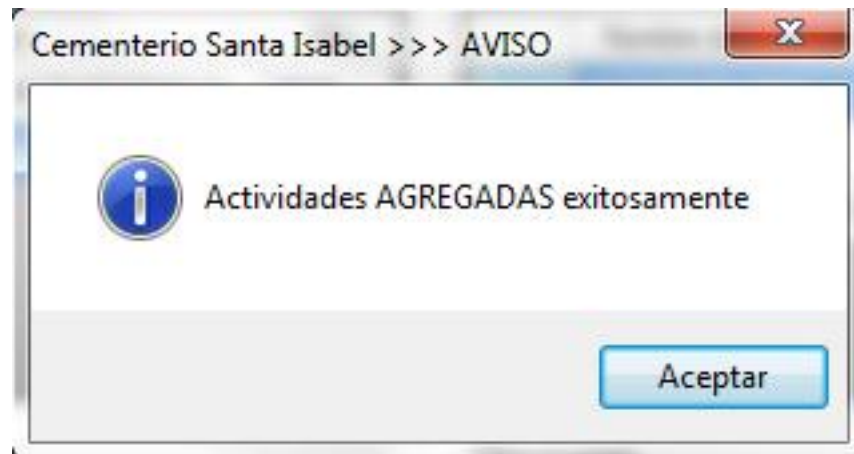 Cementerio Santa Isabel >>> AVISO
Actividades AGREGADAS exitosamente
Aceptar